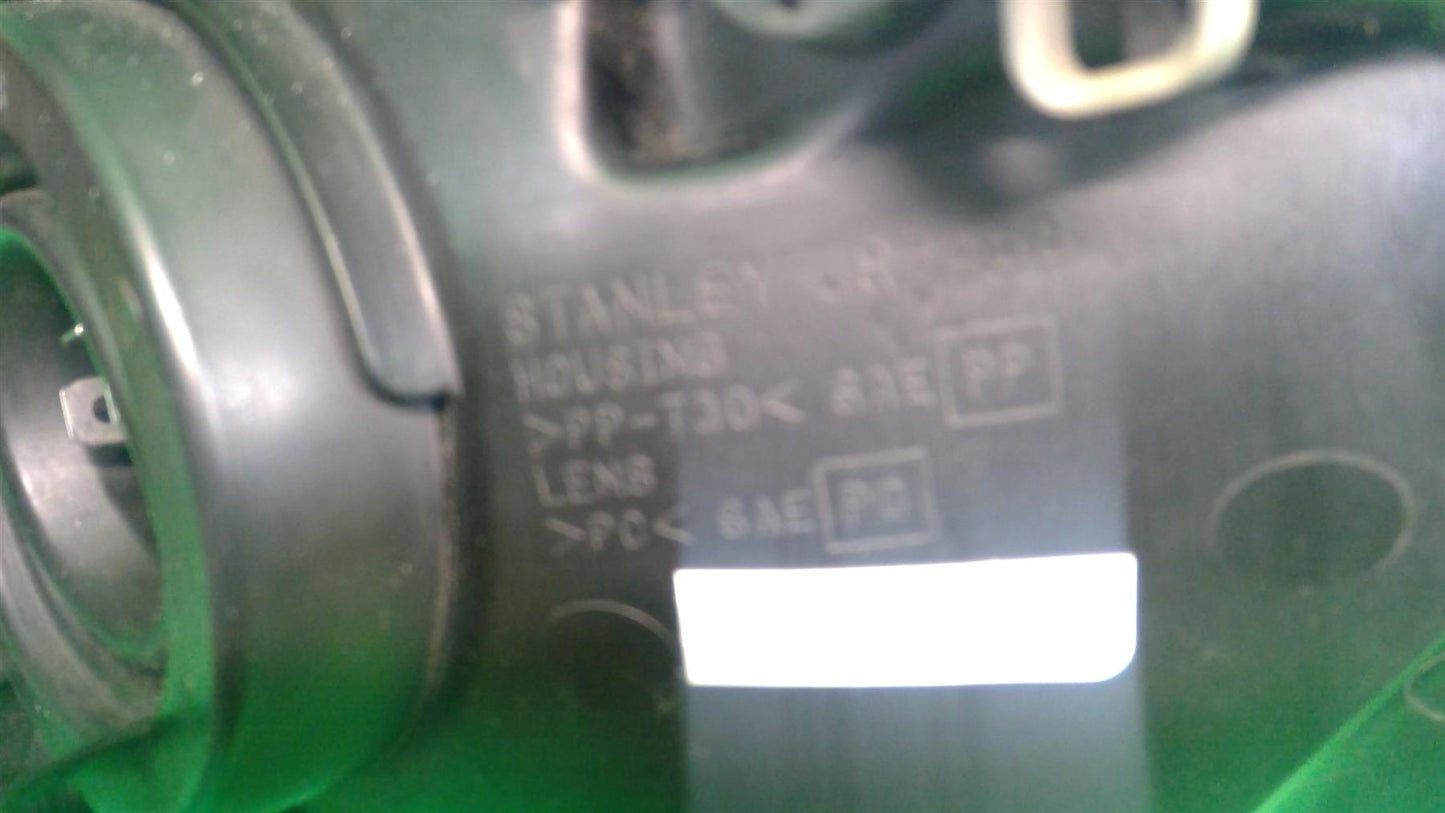 STANLEY
HOUSING
>PP-T30< SAE PP
LENS
>PC< SAE PC